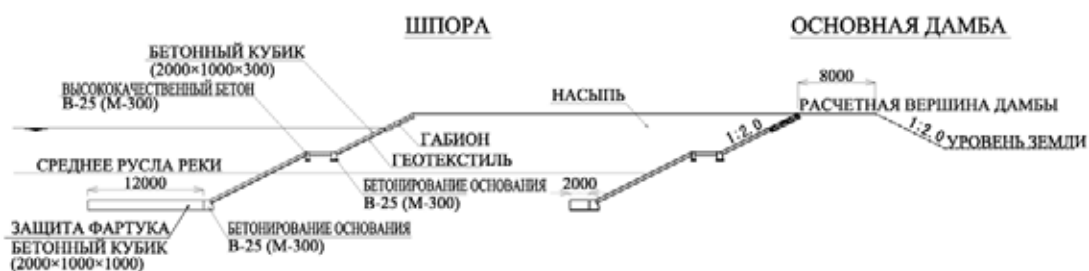 ШПОРА
ОСНОВНАЯ ДАМБА
БЕТОННЫЙ КУБИК
(2000×1000×300)
ВЫСОКОКАЧЕСТВЕННЫЙ БЕТОН
В-25 (М-300)
НАСЫПЬ
8000
РАСЧЕТНАЯ ВЕРШИНА ДАМБЫ
1:2.0
1:2.0
УРОВЕНЬ ЗЕМЛИ
ГАБИОН
ГЕОТЕКСТИЛЬ
СРЕДНЕЕ РУСЛА РЕКИ
12000
БЕТОНИРОВАНИЕ ОСНОВАНИЯ
В-25 (М-300)
2000
ЗАЩИТА ФАРТУКА
БЕТОННЫЙ КУБИК
(2000×1000×1000)
БЕТОНИРОВАНИЕ ОСНОВАНИЯ
В-25 (М-300)